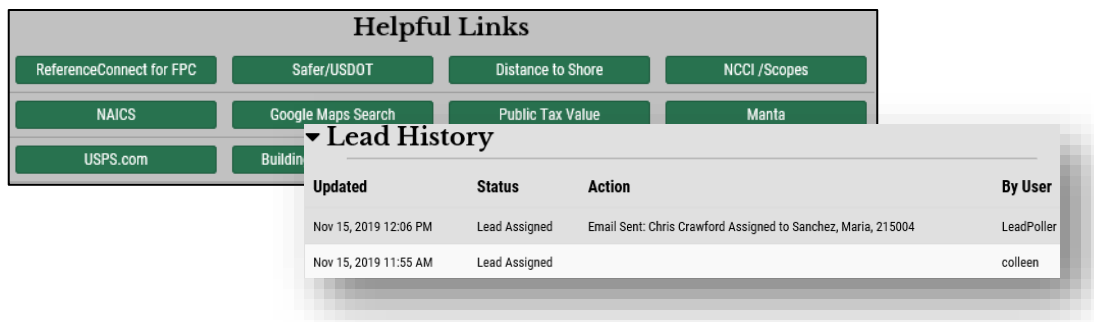 Helpful Links
ReferenceConnect for FPC Safer/USDOT Distance to Shore NCCI /Scopes
NAICS Google Maps Search Public Tax Value Manta
USPS.com
Lead History
Updated Status Action By User
Nov 15, 2019 12:06 PM Lead Assigned Email Sent: Chris Crawford Assigned to Sanchez, Maria, 215004 LeadPoller
Nov 15, 2019 11:55 AM Lead Assigned colleen